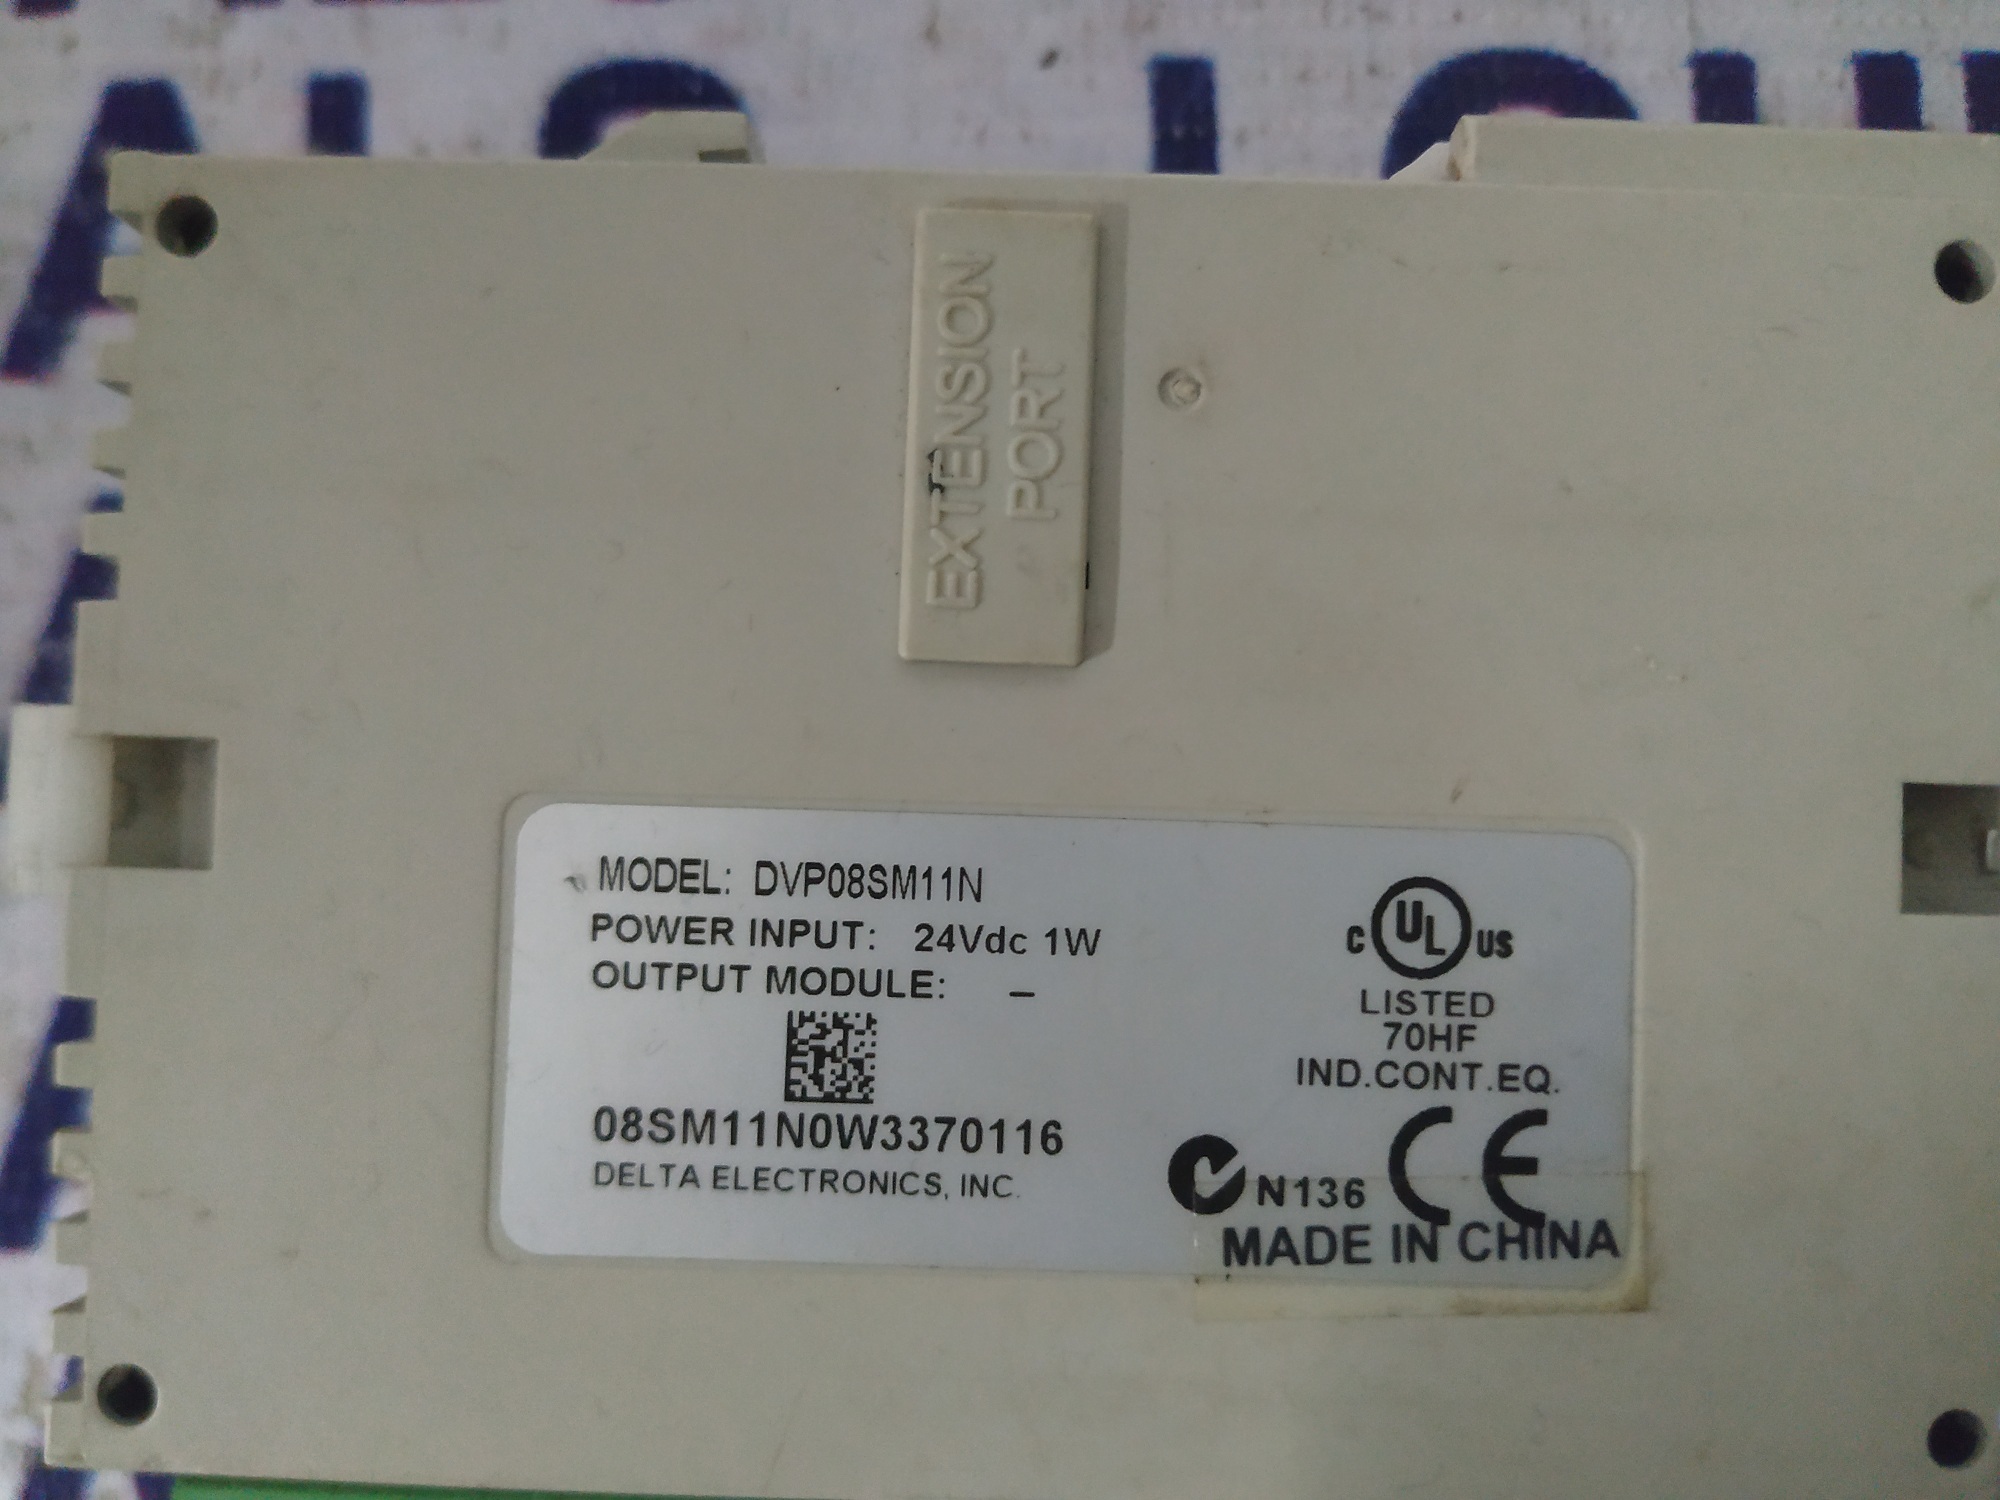 EXTENSION
PORT
MODEL: DVP08SM11N
POWER INPUT: 24Vdc 1W
OUTPUT MODULE: –
08SM11N0W3370116
DELTA ELECTRONICS, INC.
C UL US
LISTED
70HF
IND.CONT.EQ.
N136 CE
MADE IN CHINA